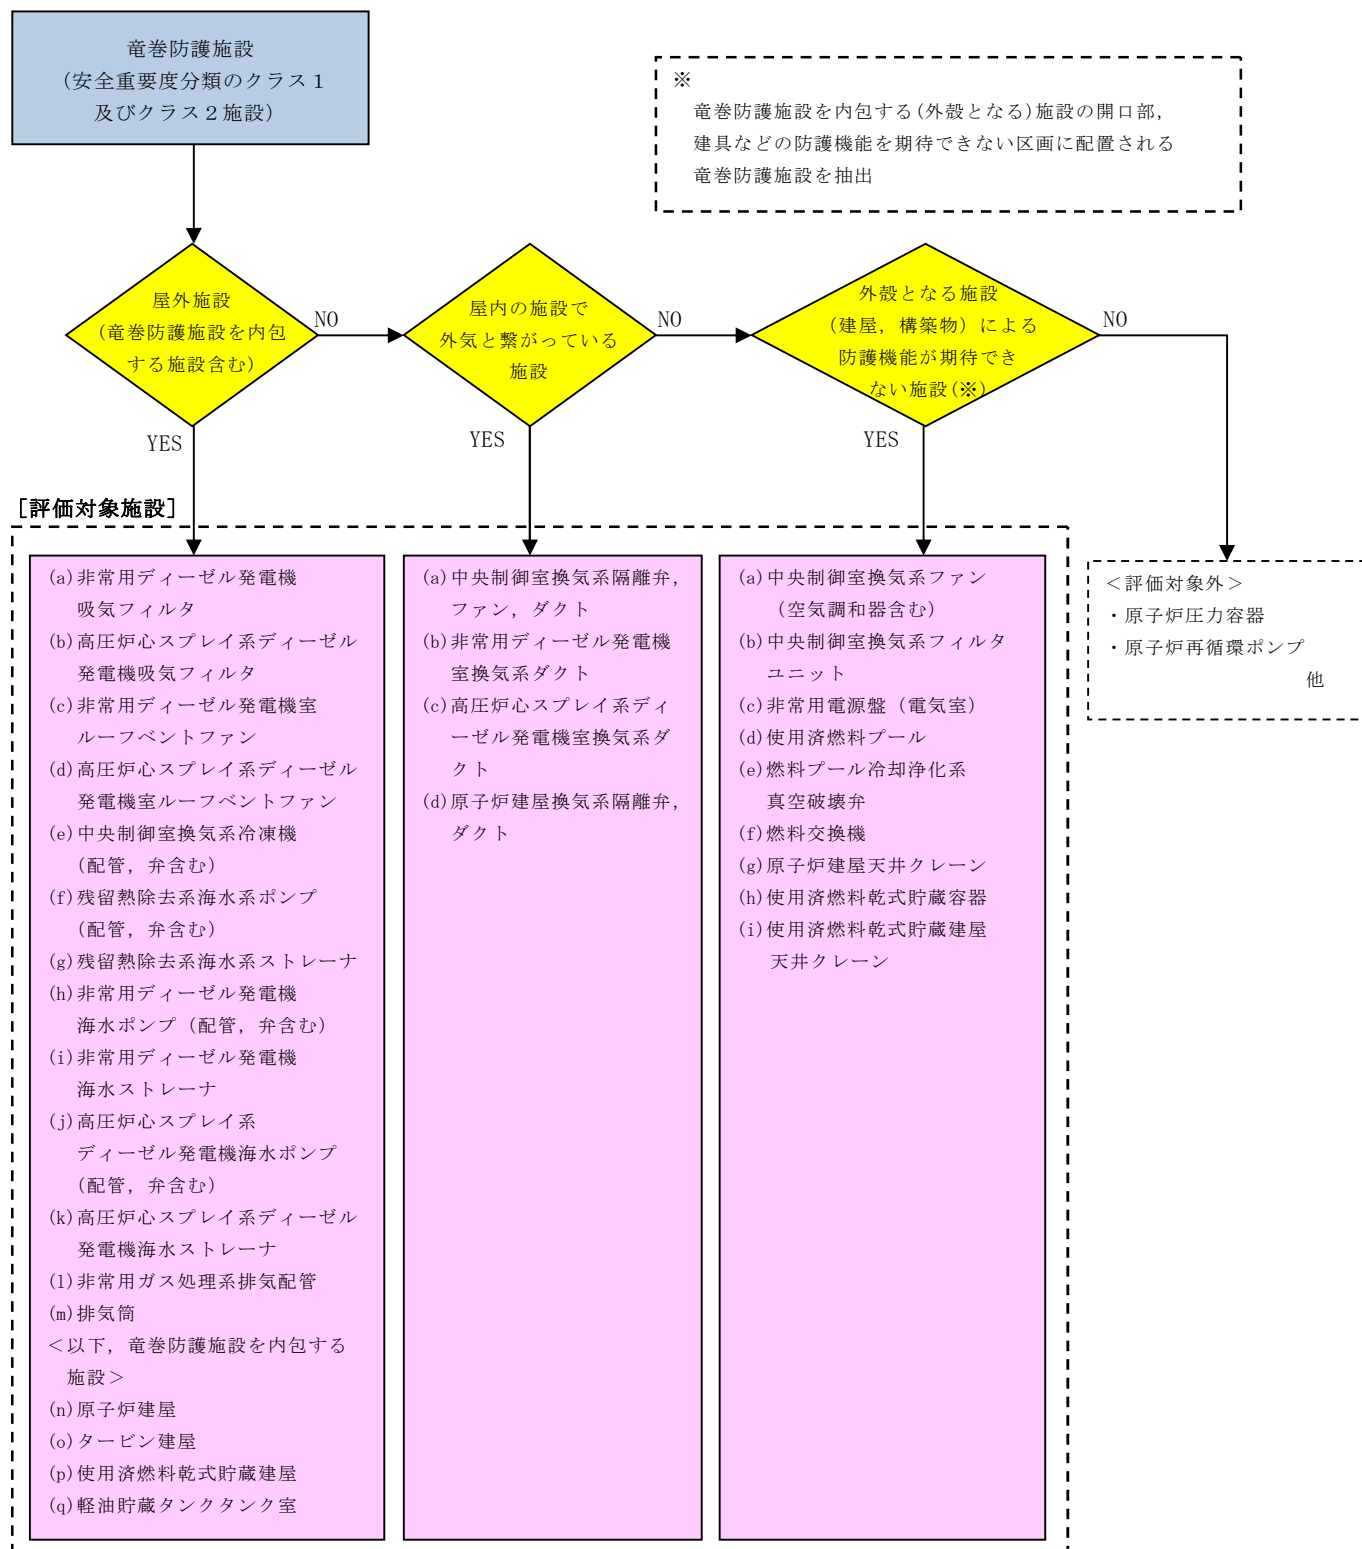 竜巻防護施設
(安全重要度分類のクラス１
及びクラス２施設)
※
竜巻防護施設を内包する(外殻となる)施設の開口部，
建具などの防護機能を期待できない区画に配置される
竜巻防護施設を抽出
屋外施設
(竜巻防護施設を内包
する施設含む)
NO
YES
屋内の施設で
外気と繋がっている
施設
NO
YES
外殻となる施設
（建屋，構築物）による
防護機能が期待でき
ない施設(※)
NO
YES
［評価対象施設］
(a)非常用ディーゼル発電機
吸気フィルタ
(b)高圧炉心スプレイ系ディーゼル
発電機吸気フィルタ
(c)非常用ディーゼル発電機室
ルーフベントファン
(d)高圧炉心スプレイ系ディーゼル
発電機室ルーフベントファン
(e)中央制御室換気系冷凍機
(配管，弁含む)
(f)残留熱除去系海水系ポンプ
(配管，弁含む)
(g)残留熱除去系海水系ストレーナ
(h)非常用ディーゼル発電機
海水ポンプ（配管，弁含む）
(i)非常用ディーゼル発電機
海水ストレーナ
(j)高圧炉心スプレイ系
ディーゼル発電機海水ポンプ
(配管，弁含む)
(k)高圧炉心スプレイ系ディーゼル
発電機海水ストレーナ
(l)非常用ガス処理系排気配管
(m)排気筒
＜以下，竜巻防護施設を内包する
施設＞
(n)原子炉建屋
(o)タービン建屋
(p)使用済燃料乾式貯蔵建屋
(q)軽油貯蔵タンクタンク室
(a)中央制御室換気系隔離弁，
ファン，ダクト
(b)非常用ディーゼル発電機
室換気系ダクト
(c)高圧炉心スプレイ系ディ
ーゼル発電機室換気系ダ
クト
(d)原子炉建屋換気系隔離弁，
ダクト
(a)中央制御室換気系ファン
（空気調和器含む）
(b)中央制御室換気系フィルタ
ユニット
(c)非常用電源盤（電気室）
(d)使用済燃料プール
(e)燃料プール冷却浄化系
真空破壊弁
(f)燃料交換機
(g)原子炉建屋天井クレーン
(h)使用済燃料乾式貯蔵容器
(i)使用済燃料乾式貯蔵建屋
天井クレーン
＜評価対象外＞
・原子炉圧力容器
・原子炉再循環ポンプ
他